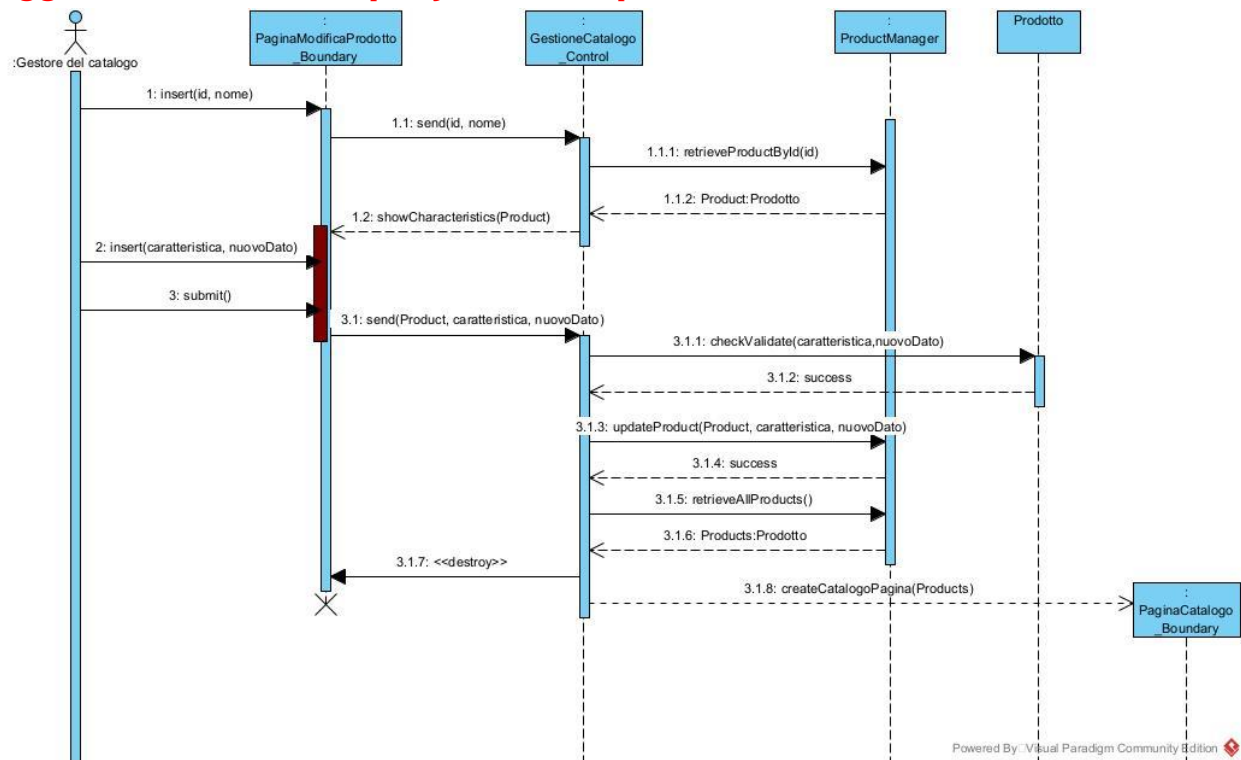 :
PaginaModificaProdotto
_Boundary
:
GestioneCatalogo
_Control
:
ProductManager
Prodotto
:Gestore del catalogo
1: insert(id, nome)
1.1: send(id, nome)
1.1.1: retrieveProductById(id)
1.1.2: Product:Prodotto
1.2: showCharacteristics(Product)
2: insert(caratteristica, nuovoDato)
3: submit()
3.1: send(Product, caratteristica, nuovoDato)
3.1.1: checkValidate(caratteristica,nuovoDato)
3.1.2: success
3.1.3: updateProduct(Product, caratteristica, nuovoDato)
3.1.4: success
3.1.5: retrieveAllProducts()
3.1.6: Products:Prodotto
3.1.7: <<destroy>>
3.1.8: createCatalogoPagina(Products)
:
PaginaCatalogo
_Boundary
Powered By Visual Paradigm Community Edition